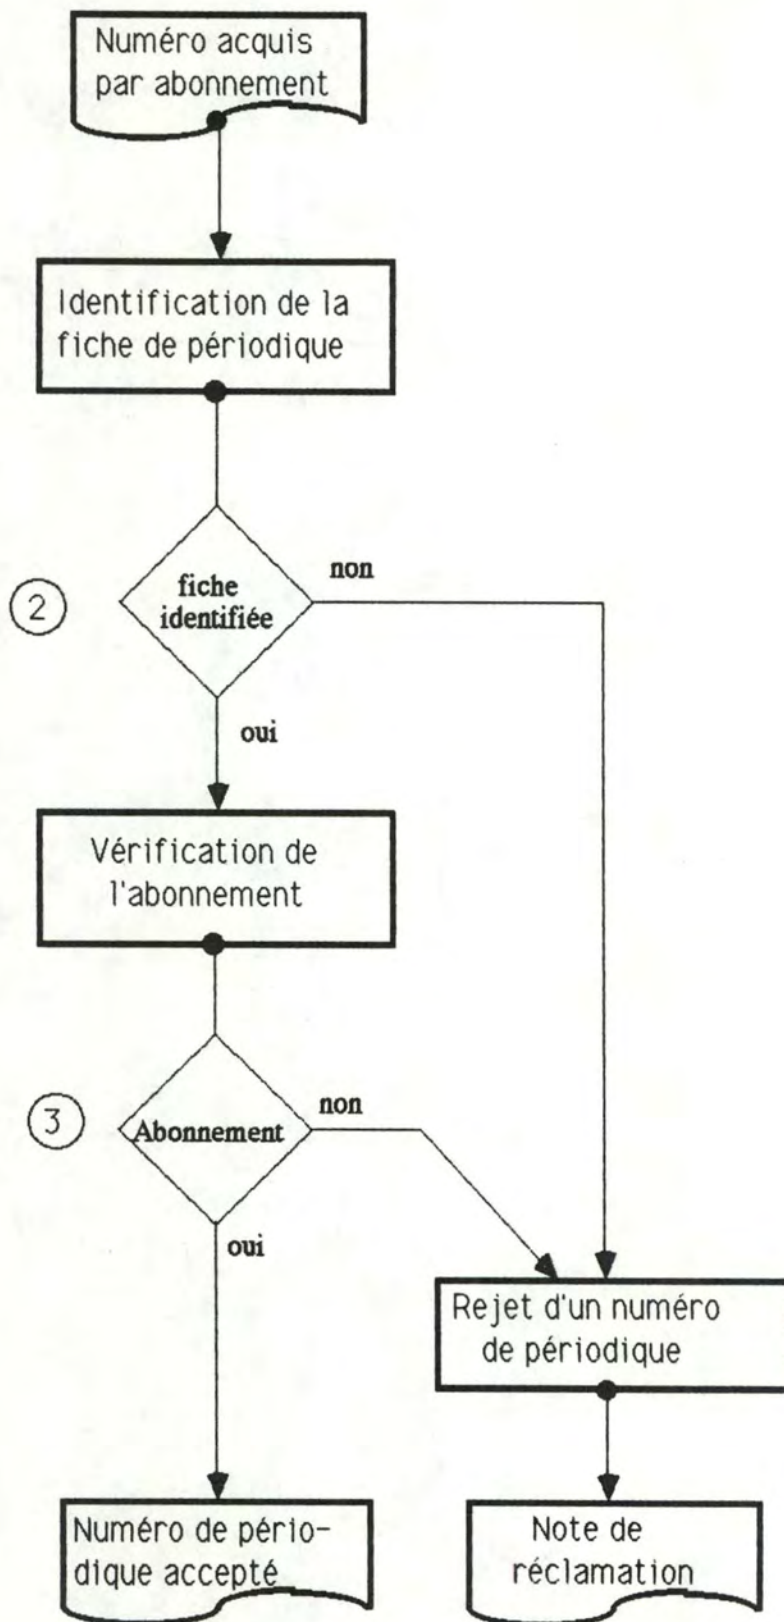 Numéro acquis
par abonnement
Identification de la
fiche de périodique
2
fiche
identifiée
non
oui
Vérification de
l'abonnement
3
Abonnement
non
oui
Rejet d'un numéro
de périodique
Numéro de pério-
dique accepté
Note de
réclamation